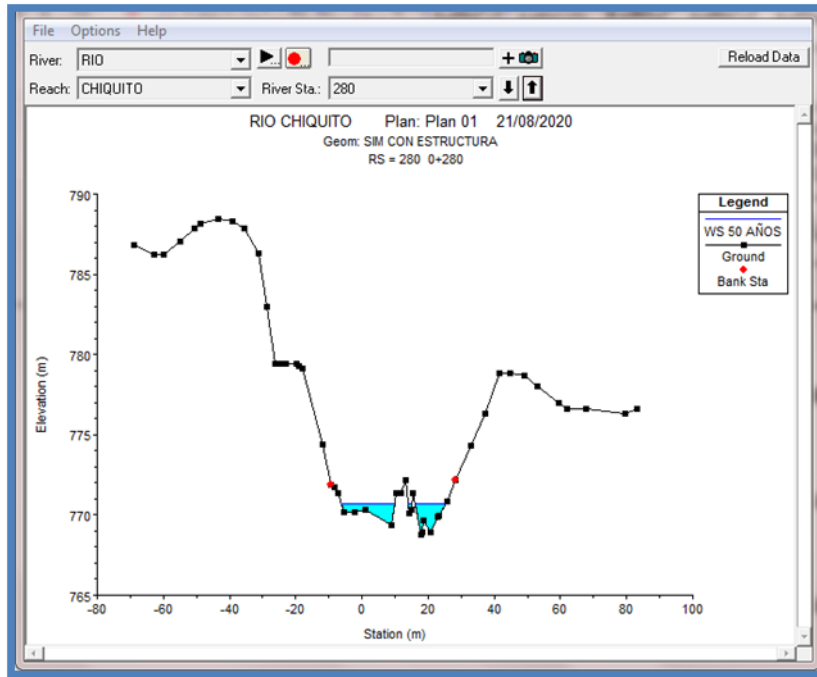 File Options Help
River: RIO
Reload Data
Reach: CHIQUITO River Sta.: 280
RIO CHIQUITO Plan: Plan 01 21/08/2020
Geom: SIM CON ESTRUCTURA
RS = 280 0+280
Legend
WS 50 AÑOS
Ground
Bank Sta
Elevation (m)
790
785
780
775
770
765
-80 -60 -40 -20 0 20 40 60 80 100
Station (m)